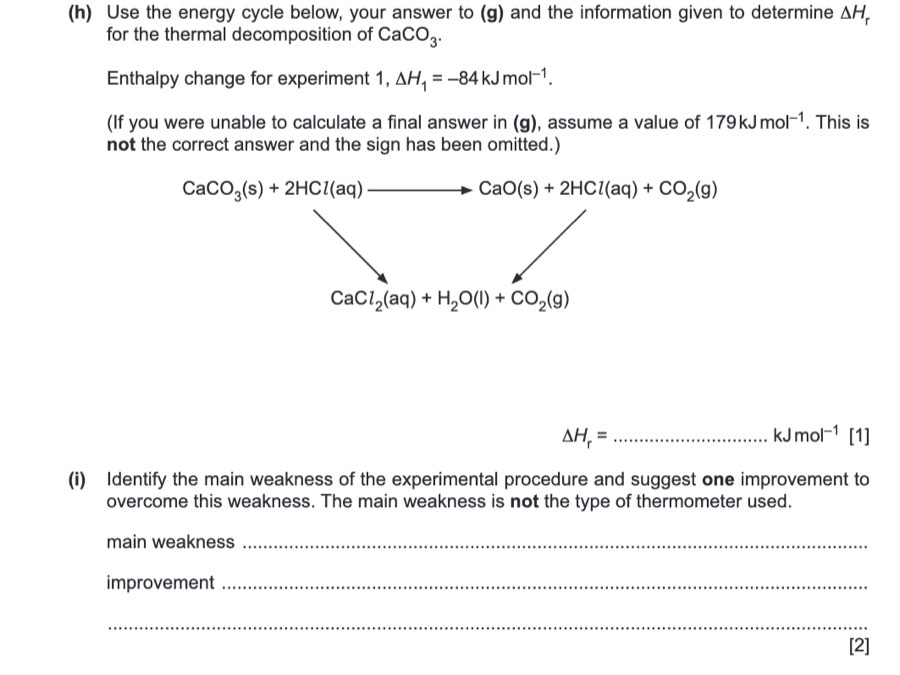 (h) Use the energy cycle below, your answer to (g) and the information given to determine ΔHᵣ
for the thermal decomposition of CaCO₃.
Enthalpy change for experiment 1, ΔH₁ = –84 kJ mol⁻¹.
(If you were unable to calculate a final answer in (g), assume a value of 179 kJ mol⁻¹. This is
not the correct answer and the sign has been omitted.)
CaCO₃(s) + 2HCl(aq) → CaO(s) + 2HCl(aq) + CO₂(g)
CaCl₂(aq) + H₂O(l) + CO₂(g)
ΔHᵣ = .............................. kJ mol⁻¹ [1]
(i) Identify the main weakness of the experimental procedure and suggest one improvement to
overcome this weakness. The main weakness is not the type of thermometer used.
main weakness ..............................
improvement ..............................
..............................
[2]